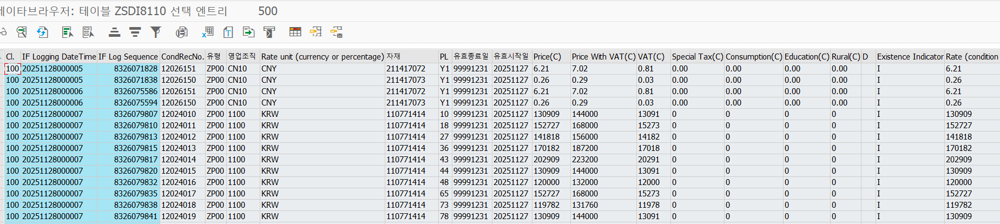 데이타브라우저: 테이블 ZSDI8110 선택 엔트리 500
Cl. IF Logging DateTime IF Log Sequence CondRecNo. 유형 영업조직 Rate unit (currency or percentage) 자재 PL 유효종료일 유효시작일 Price(C) Price With VAT(C) VAT(C) Special Tax(C) Consumption(C) Education(C) Rural(C) D Existence Indicator Rate (condition
100 20251128000005 8326071828 12026151 ZP00 CN10 CNY 211417072 Y1 99991231 20251127 6.21 7.02 0.81 0.00 0.00 0.00 0.00 I 6.21
100 20251128000005 8326071838 12026150 ZP00 CN10 CNY 211417073 Y1 99991231 20251127 0.26 0.29 0.03 0.00 0.00 0.00 0.00 I 0.26
100 20251128000006 8326075586 12026151 ZP00 CN10 CNY 211417072 Y1 99991231 20251127 6.21 7.02 0.81 0.00 0.00 0.00 0.00 I 6.21
100 20251128000006 8326075594 12026150 ZP00 CN10 CNY 211417073 Y1 99991231 20251127 0.26 0.29 0.03 0.00 0.00 0.00 0.00 I 0.26
100 20251128000007 8326079807 12024010 ZP00 1100 KRW 110771414 10 99991231 20251127 130909 144000 13091 0 0 0 0 I 130909
100 20251128000007 8326079810 12024011 ZP00 1100 KRW 110771414 18 99991231 20251127 152727 168000 15273 0 0 0 0 I 152727
100 20251128000007 8326079813 12024012 ZP00 1100 KRW 110771414 27 99991231 20251127 141818 156000 14182 0 0 0 0 I 141818
100 20251128000007 8326079815 12024013 ZP00 1100 KRW 110771414 36 99991231 20251127 170182 187200 17018 0 0 0 0 I 170182
100 20251128000007 8326079817 12024014 ZP00 1100 KRW 110771414 43 99991231 20251127 202909 223200 20291 0 0 0 0 I 202909
100 20251128000007 8326079820 12024015 ZP00 1100 KRW 110771414 44 99991231 20251127 130909 144000 13091 0 0 0 0 I 130909
100 20251128000007 8326079832 12024016 ZP00 1100 KRW 110771414 48 99991231 20251127 120000 132000 12000 0 0 0 0 I 120000
100 20251128000007 8326079835 12024017 ZP00 1100 KRW 110771414 65 99991231 20251127 152727 168000 15273 0 0 0 0 I 152727
100 20251128000007 8326079838 12024018 ZP00 1100 KRW 110771414 73 99991231 20251127 119782 131760 11978 0 0 0 0 I 119782
100 20251128000007 8326079841 12024019 ZP00 1100 KRW 110771414 78 99991231 20251127 130909 144000 13091 0 0 0 0 I 130909